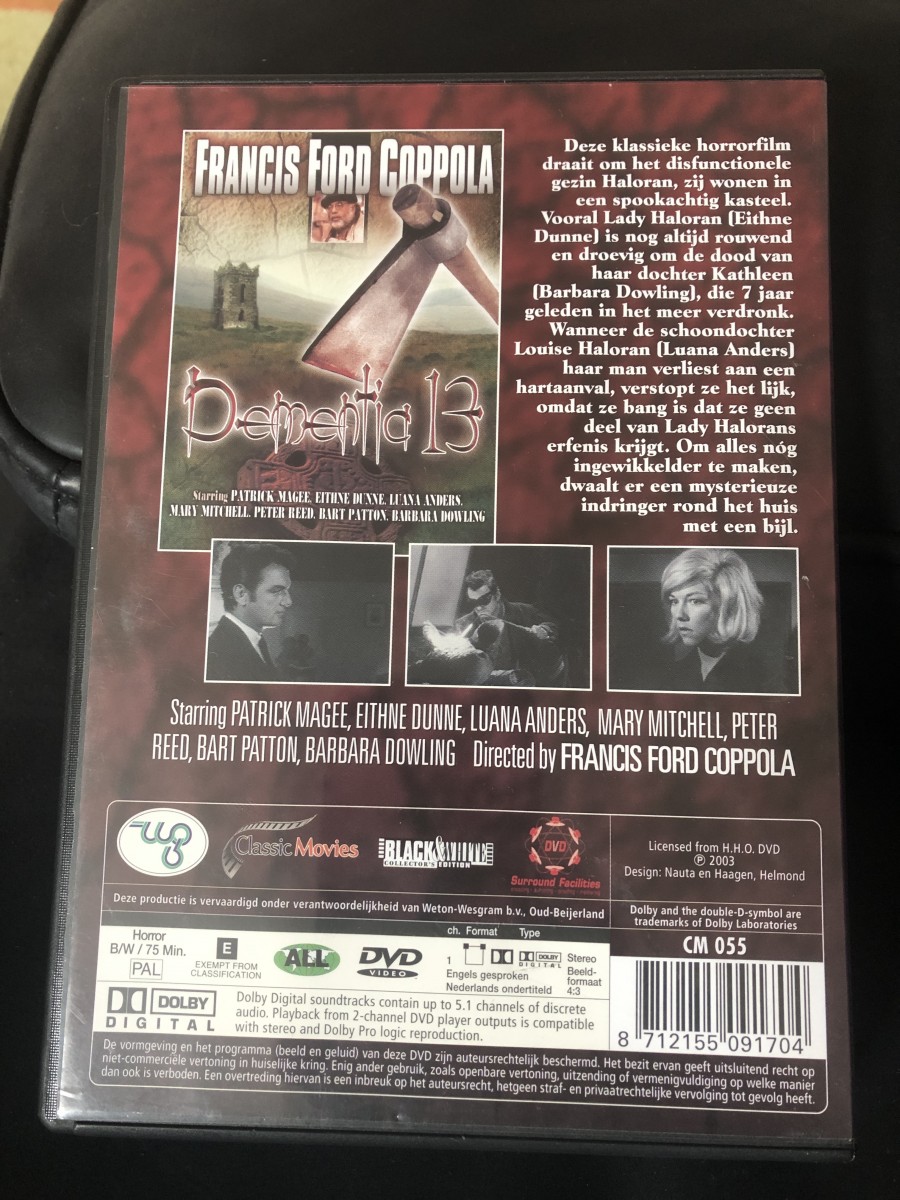 FRANCIS FORD COPPOLA
Dementia 13
Starring PATRICK MAGEE, EITHNE DUNNE, LUANA ANDERS,
MARY MITCHELL, PETER REED, BART PATTON, BARBARA DOWLING
Deze klassieke horrorfilm
draait om het disfunctionele
gezin Haloran, zij wonen in
een spookachtig kasteel.
Vooral Lady Haloran (Eithne
Dunne) is nog altijd rouwend
en droevig om de dood van
haar dochter Kathleen
(Barbara Dowling), die 7 jaar
geleden in het meer verdronk.
Wanneer de schoondochter
Louise Haloran (Luana Anders)
haar man verliest aan een
hartaanval, verstopt ze het lijk,
omdat ze bang is dat ze geen
deel van Lady Halorans
erfenis krijgt. Om alles nóg
ingewikkelder te maken,
dwaalt er een mysterieuze
indringer rond het huis
met een bijl.
Starring PATRICK MAGEE, EITHNE DUNNE, LUANA ANDERS, MARY MITCHELL, PETER
REED, BART PATTON, BARBARA DOWLING Directed by FRANCIS FORD COPPOLA
Classic Movies
BLACK & WHITE
COLLECTOR'S EDITION
DVD
Surround Facilities
Licensed from H.H.O. DVD
℗ 2003
Design: Nauta en Haagen, Helmond
Deze productie is vervaardigd onder verantwoordelijkheid van Weton-Wesgram b.v., Oud-Beijerland
Dolby and the double-D-symbol are
trademarks of Dolby Laboratories
CM 055
Horror
B/W / 75 Min.
PAL
E
EXEMPT FROM
CLASSIFICATION
ALL
DVD
VIDEO
ch. Format Type
1 DOLBY DIGITAL Stereo
Engels gesproken
Nederlands ondertiteld
Beeld-
formaat
4:3
DOLBY
DIGITAL
Dolby Digital soundtracks contain up to 5.1 channels of discrete
audio. Playback from 2-channel DVD player outputs is compatible
with stereo and Dolby Pro logic reproduction.
8 712155 091704
De vormgeving en het programma (beeld en geluid) van deze DVD zijn auteursrechtelijk beschermd. Het bezit ervan geeft uitsluitend recht op
niet-commerciële vertoning in huiselijke kring. Enig ander gebruik, zoals openbare vertoning, uitzending of vermenigvuldiging op welke manier
dan ook is verboden. Een overtreding hiervan is een inbreuk op het auteursrecht, hetgeen straf- en privaatrechtelijke vervolging tot gevolg heeft.